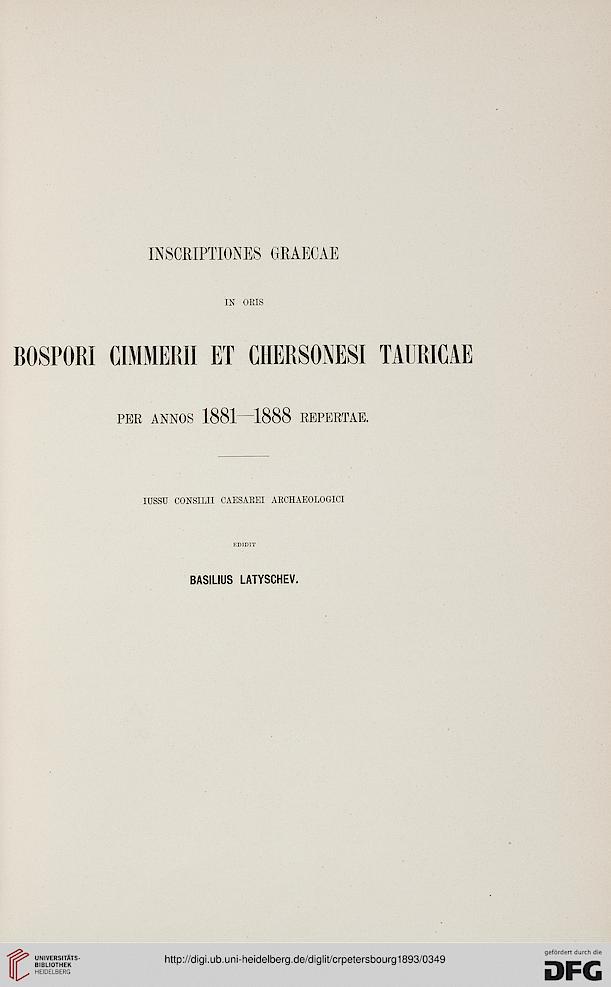 INSCRIPTIONES GRAECAE
IN ORIS
BOSPORI CIMMERII ET CHERSONESI TAURICAE
PER ANNOS 1881—1888 REPERTAE.
IUSSU CONSILII CAESAREI ARCHAEOLOGICI
EDIDIT
BASILIUS LATYSCHEV.
UNIVERSITÄTS-
BIBLIOTHEK
HEIDELBERG
http://digi.ub.uni-heidelberg.de/diglit/crpetersbourg1893/0349
gefördert durch die
DFG